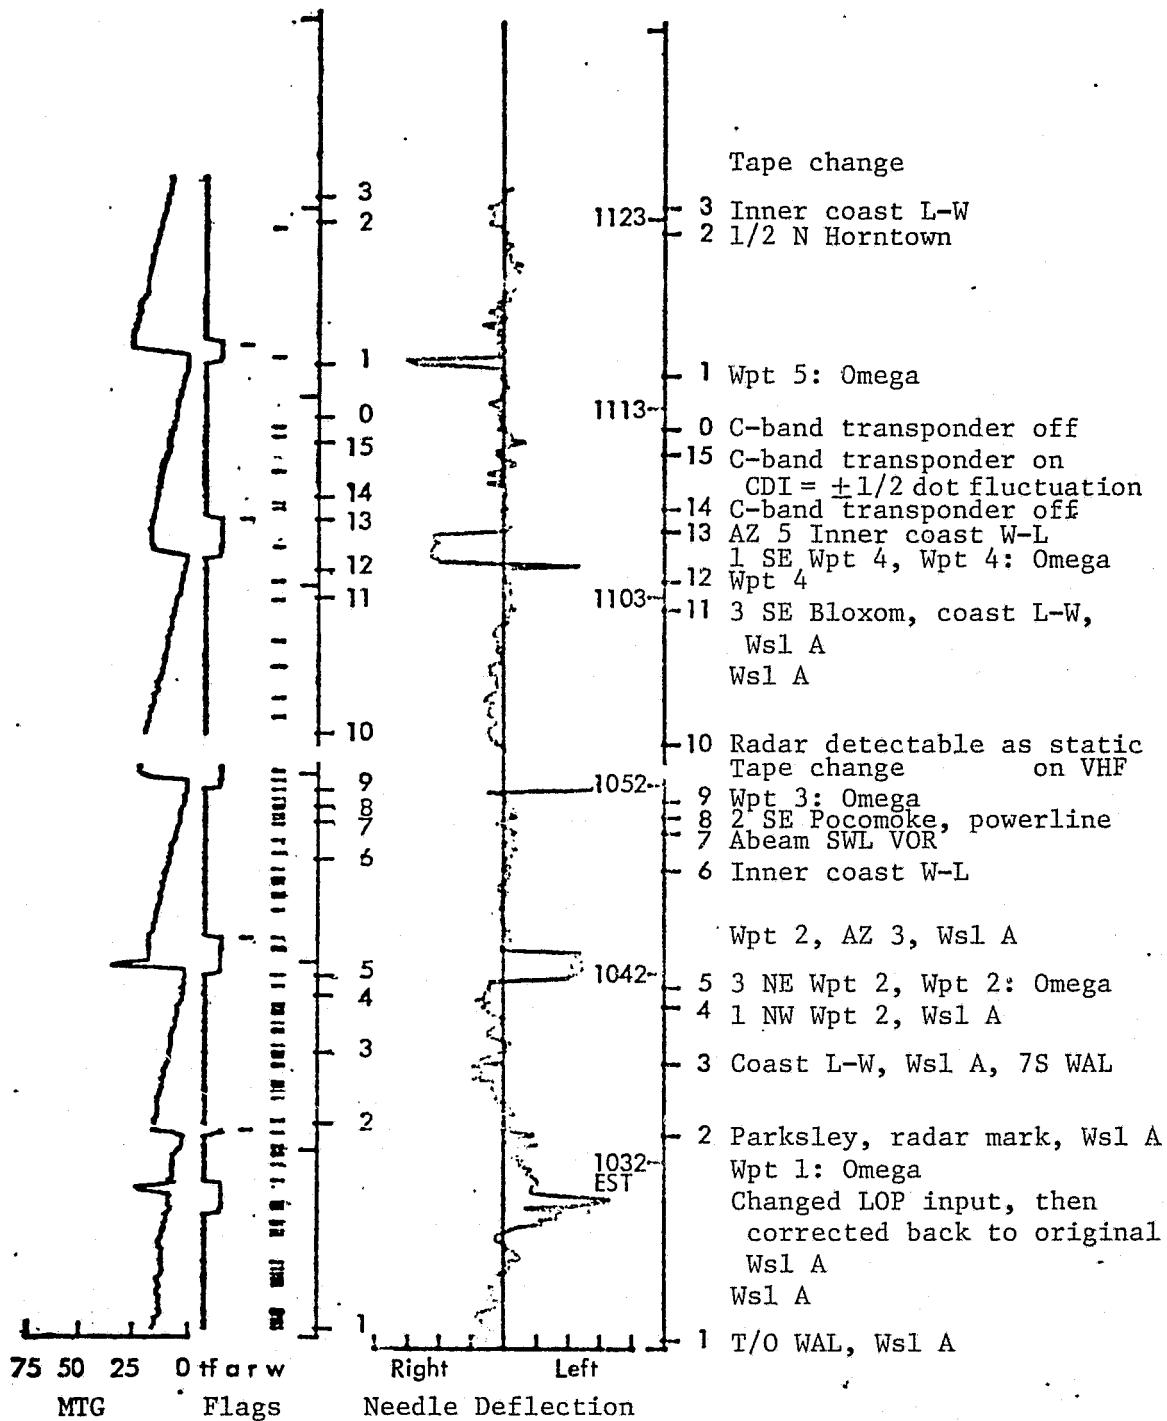 Tape change
3 2 1123 3 Inner coast L-W
2 1/2 N Horntown
1 1 Wpt 5: Omega
1113
0 0 C-band transponder off
15 15 C-band transponder on
CDI = ±1/2 dot fluctuation
14 14 C-band transponder off
13 13 AZ 5 Inner coast W-L
1 SE Wpt 4, Wpt 4: Omega
12 12 Wpt 4
11 1103 11 3 SE Bloxom, coast L-W,
Wsl A
Wsl A
10 10 Radar detectable as static
Tape change on VHF
9 1052 9 Wpt 3: Omega
8 8 2 SE Pocomoke, powerline
7 7 Abeam SWL VOR
6 6 Inner coast W-L
Wpt 2, AZ 3, Wsl A
5 1042 5 3 NE Wpt 2, Wpt 2: Omega
4 4 1 NW Wpt 2, Wsl A
3 3 Coast L-W, Wsl A, 7S WAL
2 2 Parksley, radar mark, Wsl A
1032 EST Wpt 1: Omega
Changed LOP input, then
corrected back to original
Wsl A
Wsl A
1 1 T/O WAL, Wsl A
75 50 25 0 tf a r w Right Left
MTG Flags Needle Deflection